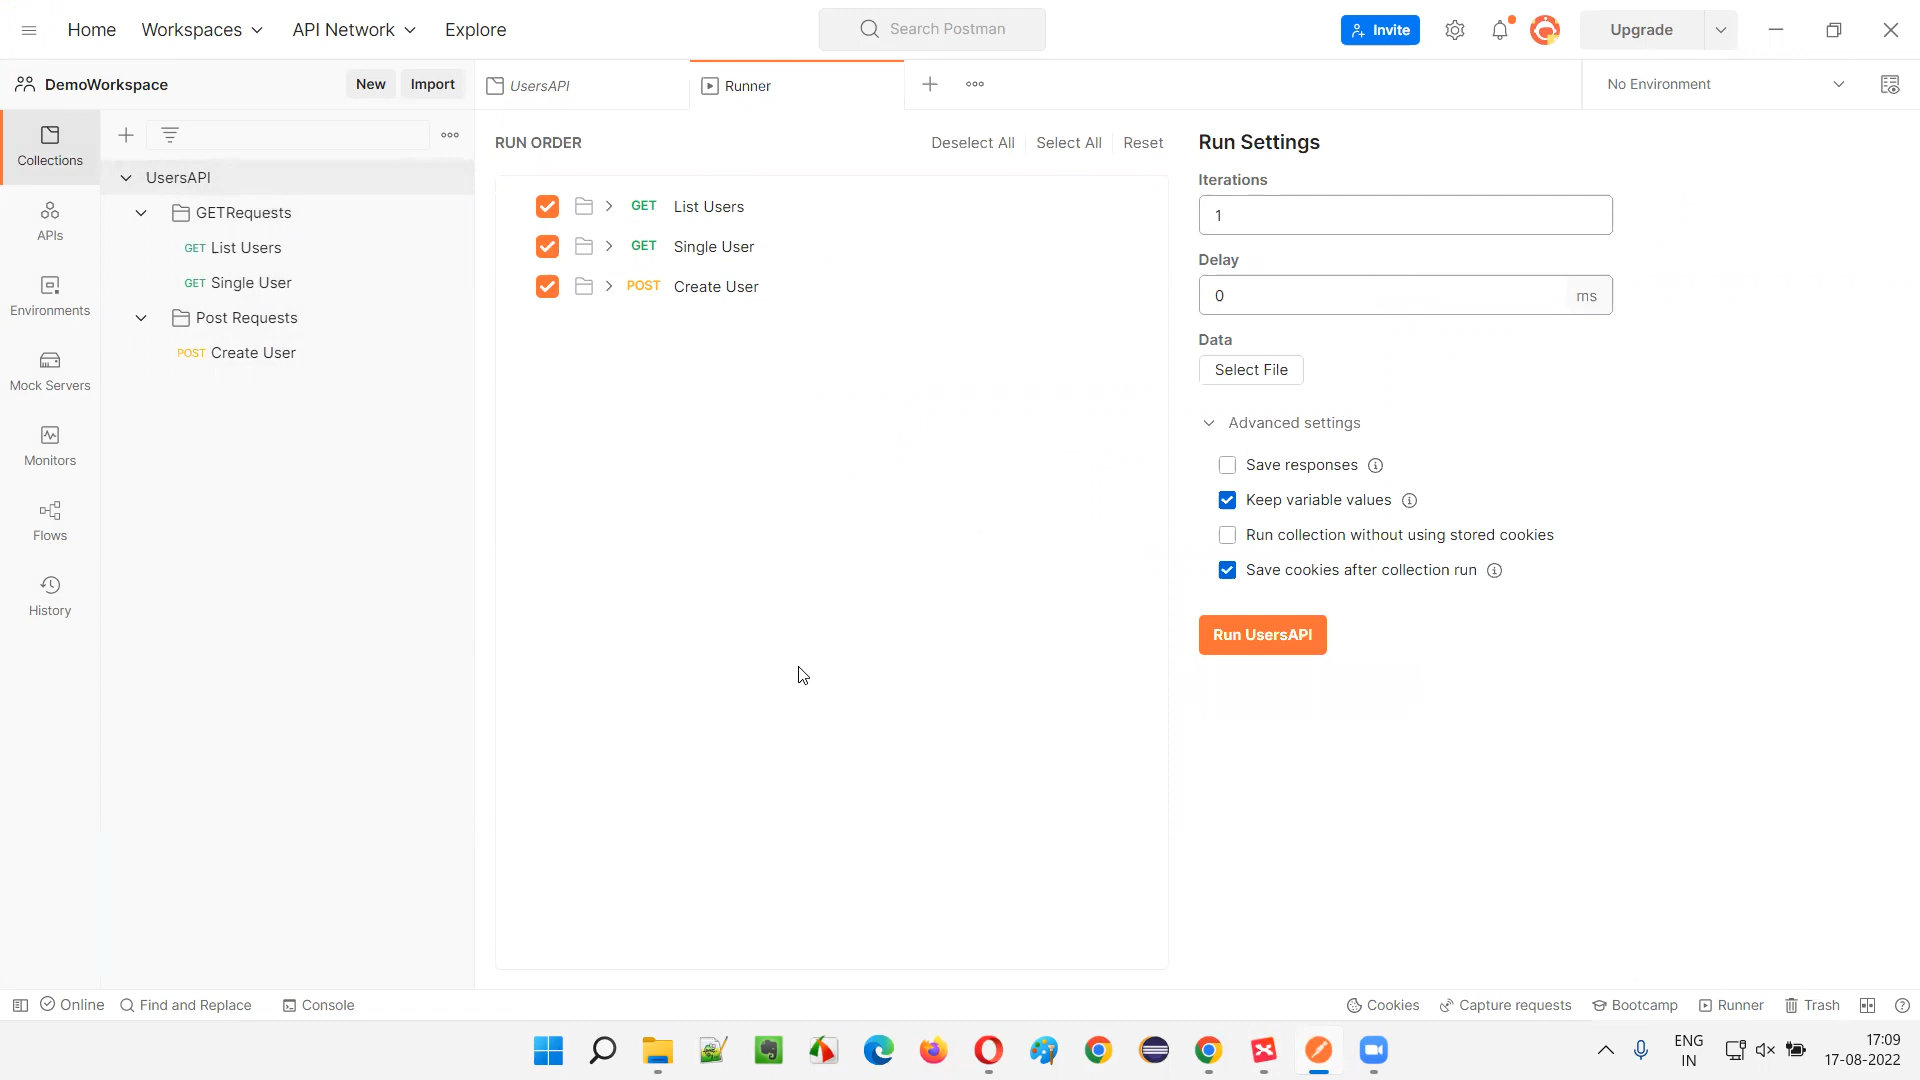 Home
Workspaces
API Network
Explore
Search Postman
Invite
Upgrade
DemoWorkspace
New
Import
UsersAPI
Runner
No Environment
Collections
APIs
Environments
Mock Servers
Monitors
Flows
History
UsersAPI
GETRequests
GET List Users
GET Single User
Post Requests
POST Create User
RUN ORDER
Deselect All
Select All
Reset
GET List Users
GET Single User
POST Create User
Run Settings
Iterations
1
Delay
0
ms
Data
Select File
Advanced settings
Save responses
Keep variable values
Run collection without using stored cookies
Save cookies after collection run
Run UsersAPI
Online
Find and Replace
Console
Cookies
Capture requests
Bootcamp
Runner
Trash
ENG
IN
17:09
17-08-2022